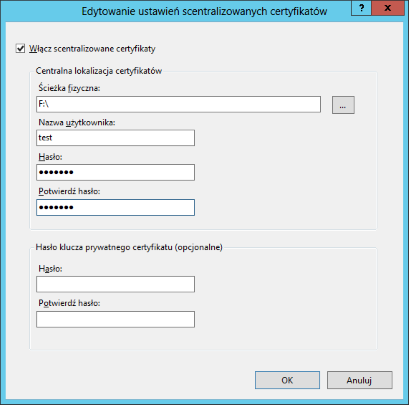 Edytowanie ustawień scentralizowanych certyfikatów
?
x
Włącz scentralizowane certyfikaty
Centralna lokalizacja certyfikatów
Ścieżka fizyczna:
F:\
...
Nazwa użytkownika:
test
Hasło:
●●●●●●●
Potwierdź hasło:
●●●●●●●
Hasło klucza prywatnego certyfikatu (opcjonalne)
Hasło:
Potwierdź hasło:
OK
Anuluj